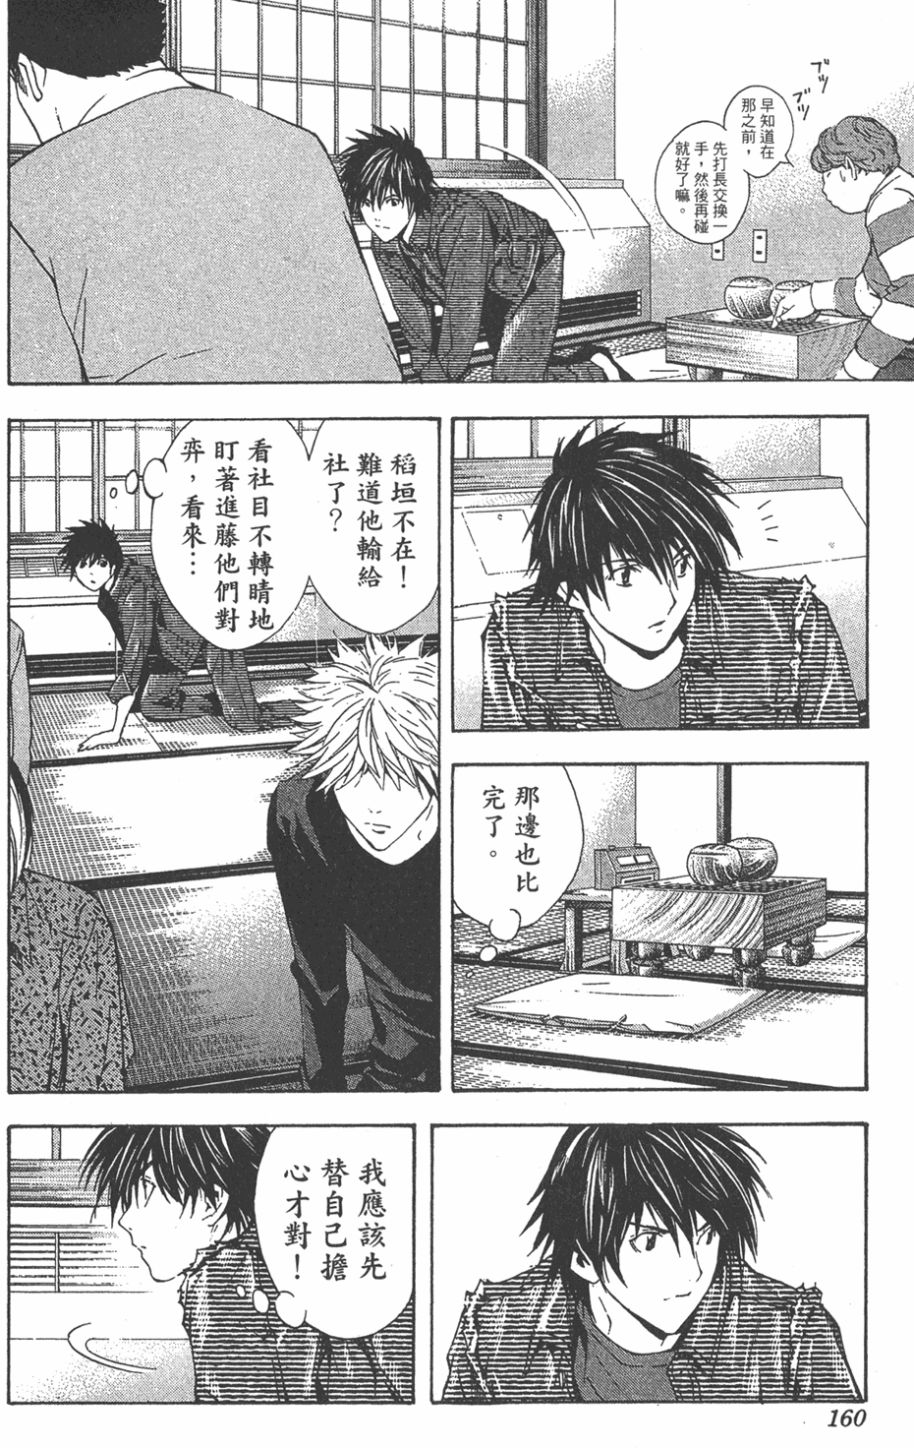 ブツ
ブツ
早知道在
那之前，
先打長交換一
手，然後再碰
就好了嘛。
那邊也比
完了。
稻垣不在！
難道他輸給
社了？
看社目不轉睛地
盯著進藤他們對
弈，看來…
我應該先
替自己擔
心才對！
160